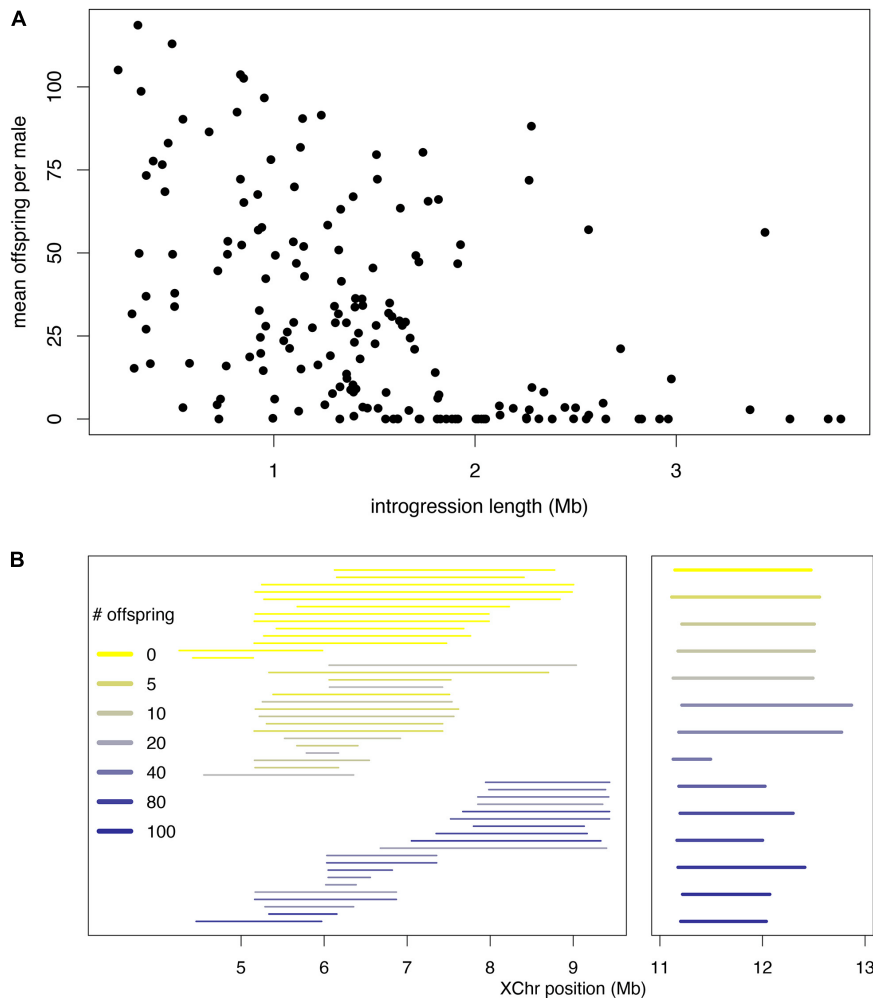 A
mean offspring per male
100
75
50
25
0
1 2 3
introgression length (Mb)
B
# offspring
0
5
10
20
40
80
100
5 6 7 8 9 11 12 13
XChr position (Mb)